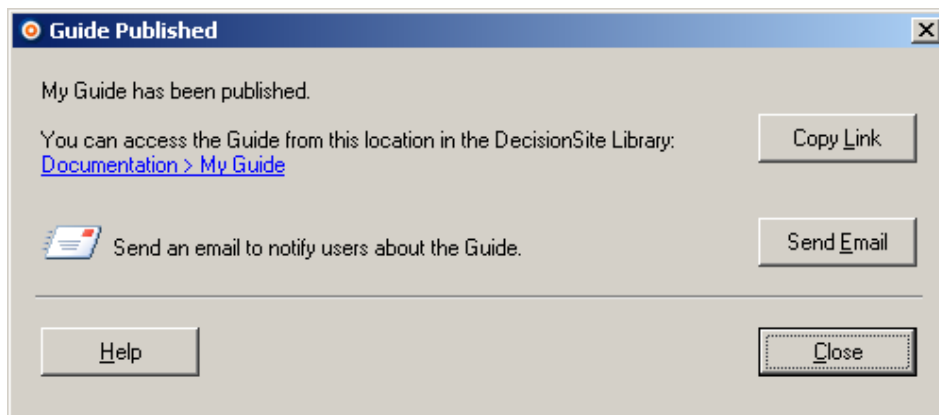 Guide Published
My Guide has been published.
You can access the Guide from this location in the DecisionSite Library:
Documentation > My Guide
Copy Link
Send an email to notify users about the Guide.
Send Email
Help
Close